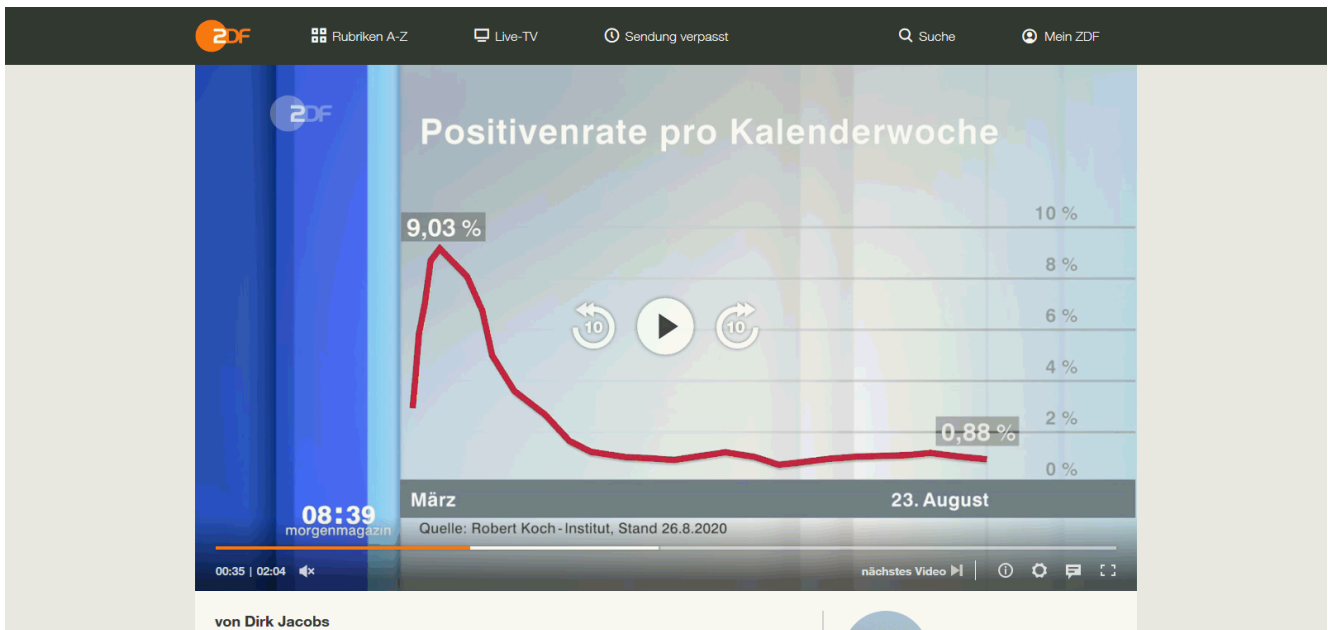 ZDF Rubriken A-Z Live-TV Sendung verpasst Suche Mein ZDF
ZDF
Positivenrate pro Kalenderwoche
10 %
9,03 %
8 %
6 %
10 10
4 %
2 %
0,88 %
0 %
März 23. August
08:39
morgenmagazin
Quelle: Robert Koch-Institut, Stand 26.8.2020
00:35 | 02:04 nächstes Video
von Dirk Jacobs